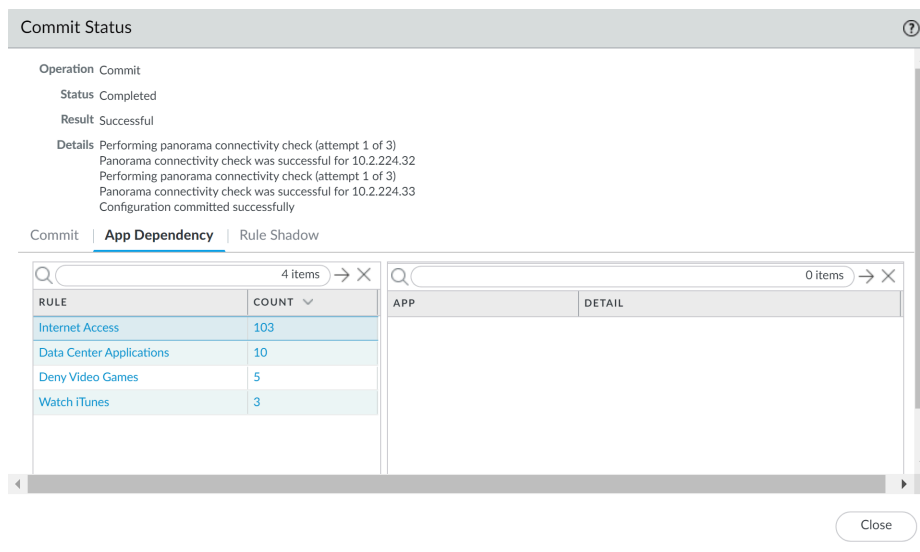 Commit Status
Operation Commit
Status Completed
Result Successful
Details Performing panorama connectivity check (attempt 1 of 3)
Panorama connectivity check was successful for 10.2.224.32
Performing panorama connectivity check (attempt 1 of 3)
Panorama connectivity check was successful for 10.2.224.33
Configuration committed successfully
Commit | App Dependency | Rule Shadow
4 items
0 items
RULE COUNT
APP DETAIL
Internet Access 103
Data Center Applications 10
Deny Video Games 5
Watch iTunes 3
Close